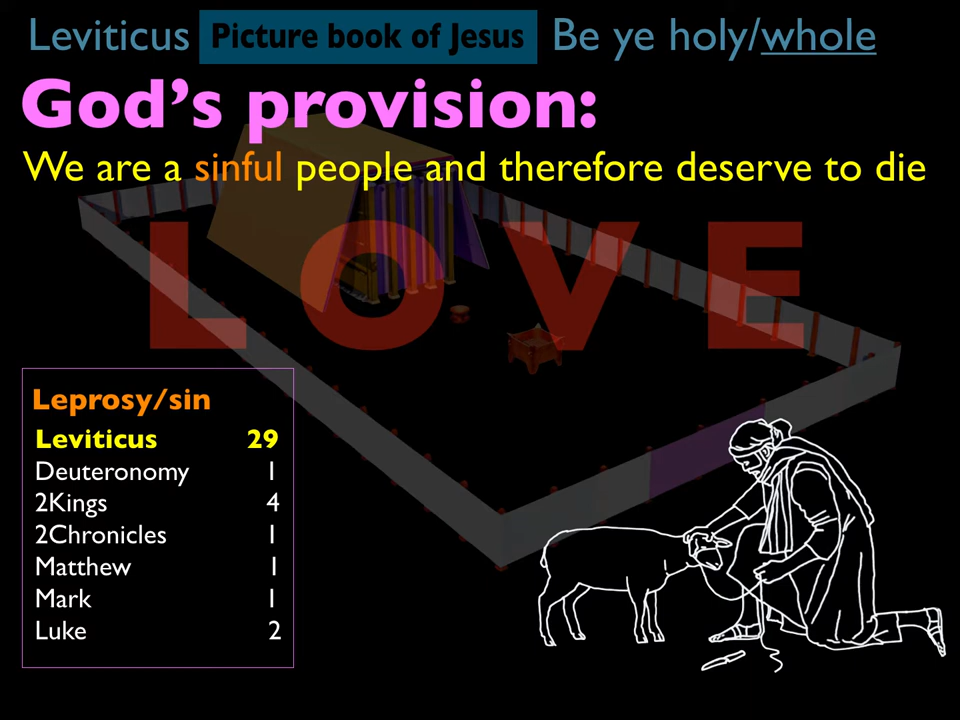 Leviticus Picture book of Jesus Be ye holy/whole
God's provision:
We are a sinful people and therefore deserve to die
LOVE
Leprosy/sin
Leviticus 29
Deuteronomy 1
2Kings 4
2Chronicles 1
Matthew 1
Mark 1
Luke 2